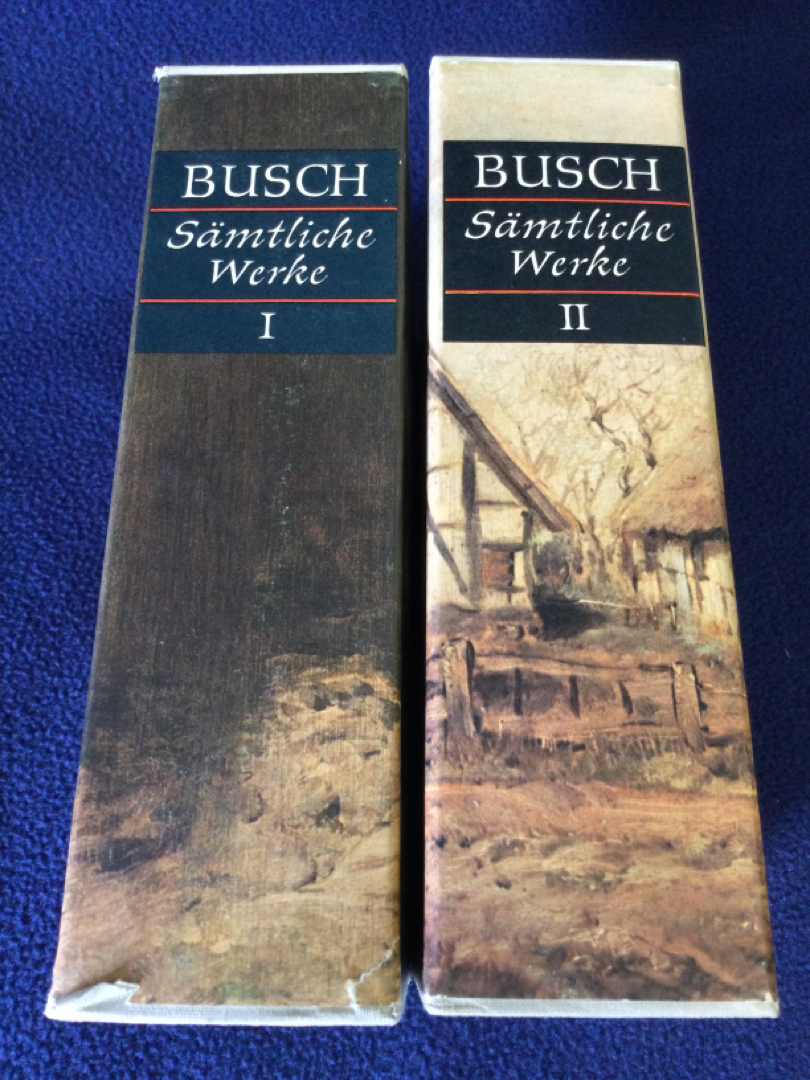 BUSCH
Sämtliche
Werke
I
BUSCH
Sämtliche
Werke
II